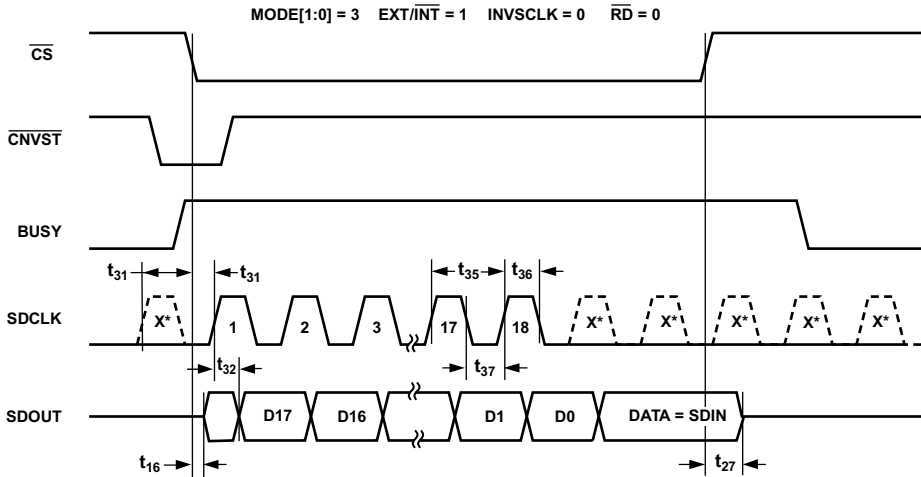 MODE[1:0] = 3 EXT/INT = 1 INVSCLK = 0 RD = 0
CS
CNVST
BUSY
t31 t31 t35 t36
SDCLK X* 1 2 3 17 18 X* X* X* X* X*
t32 t37
SDOUT D17 D16 D1 D0 DATA = SDIN
t16 t27